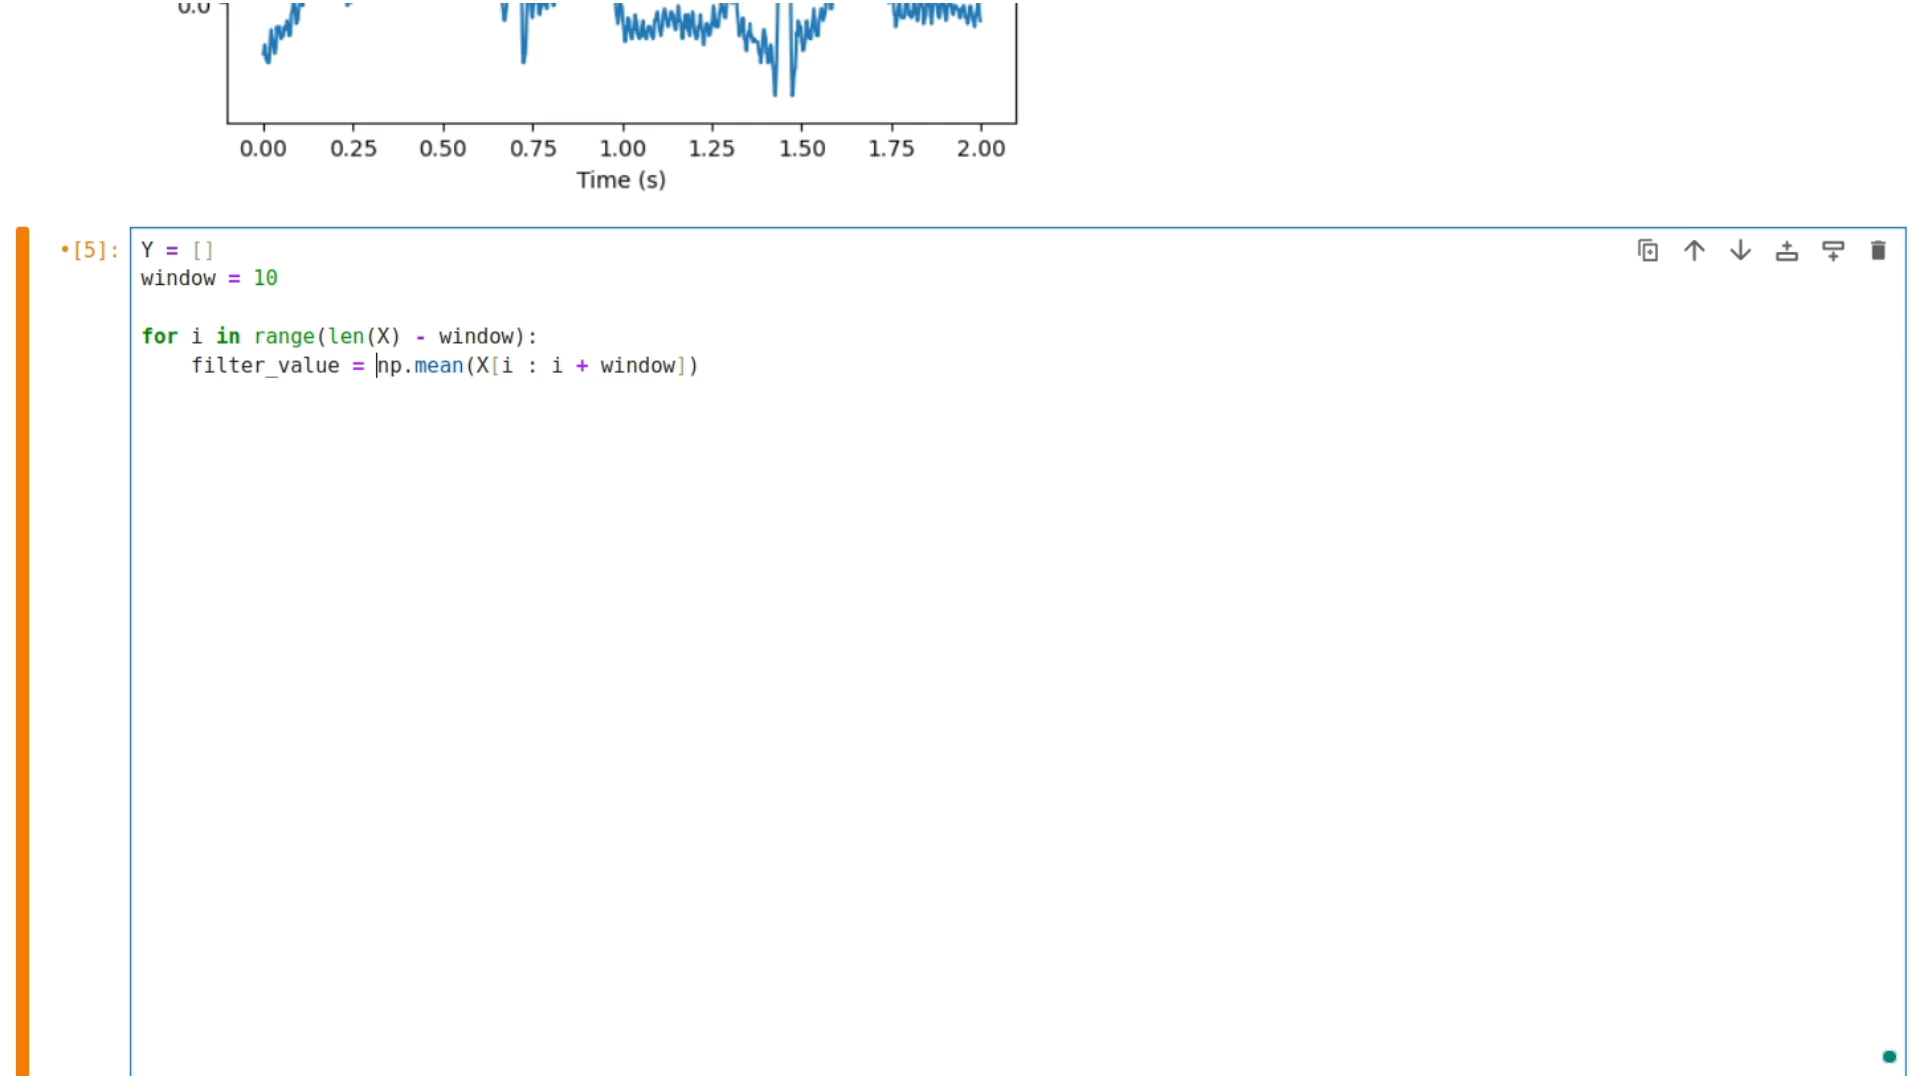 0.0
0.00 0.25 0.50 0.75 1.00 1.25 1.50 1.75 2.00
Time (s)
•[5]:
Y = []
window = 10
for i in range(len(X) - window):
    filter_value = np.mean(X[i : i + window])